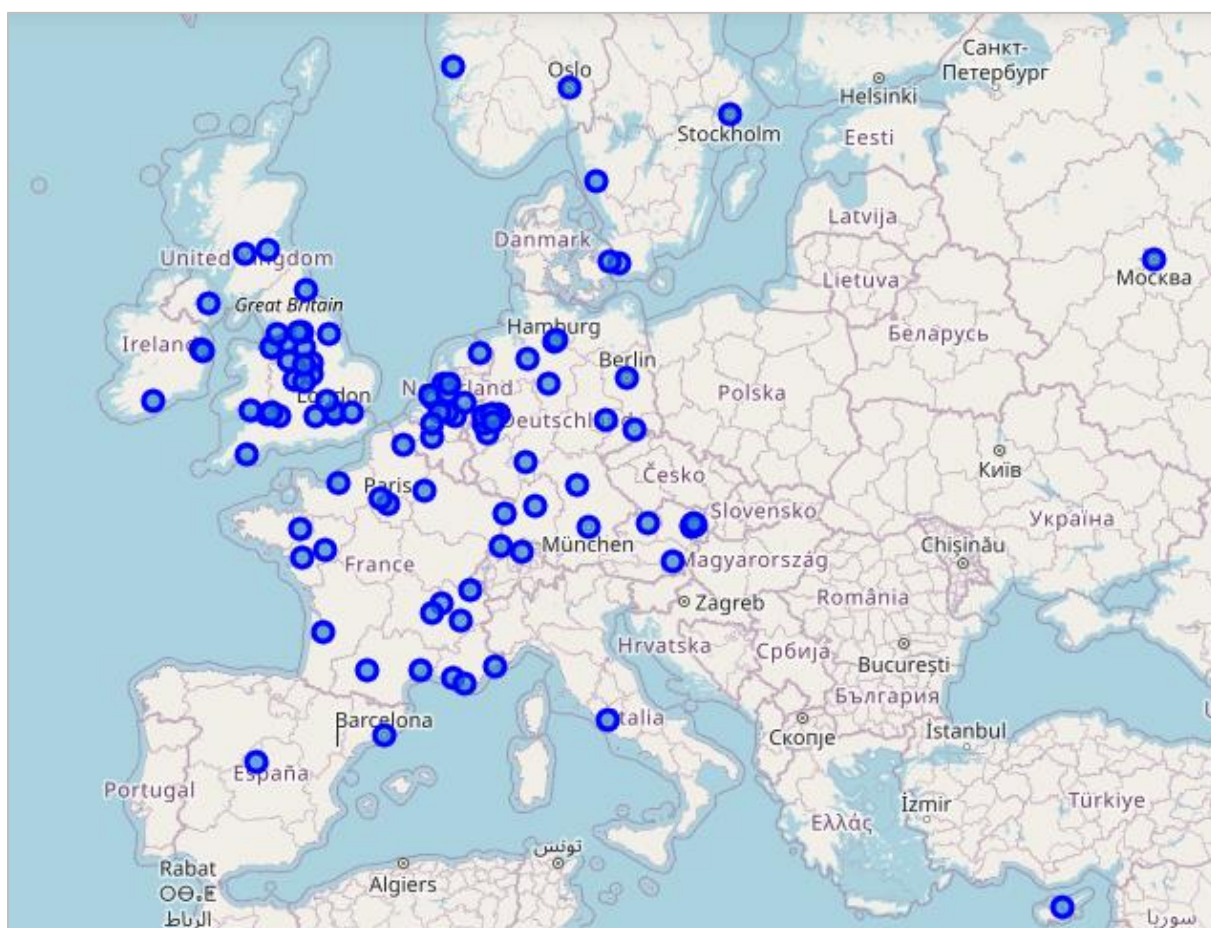 Санкт-
Петербург
Oslo
Helsinki
Stockholm
Eesti
Latvija
Danmark
United Kingdom
Москва
Lietuva
Great Britain
Hamburg
Беларусь
Ireland
Berlin
Nederland
Polska
London
Deutschland
Київ
Česko
Paris
Slovensko
Україна
München
Chișinău
France
Magyarország
România
Zagreb
Hrvatska
Србија
București
България
Barcelona
Italia
Скопје
İstanbul
España
Portugal
İzmir
Türkiye
Ελλάς
تونس
Rabat
ⵔⴱⴰⵟ
الرباط
Algiers
سوريا